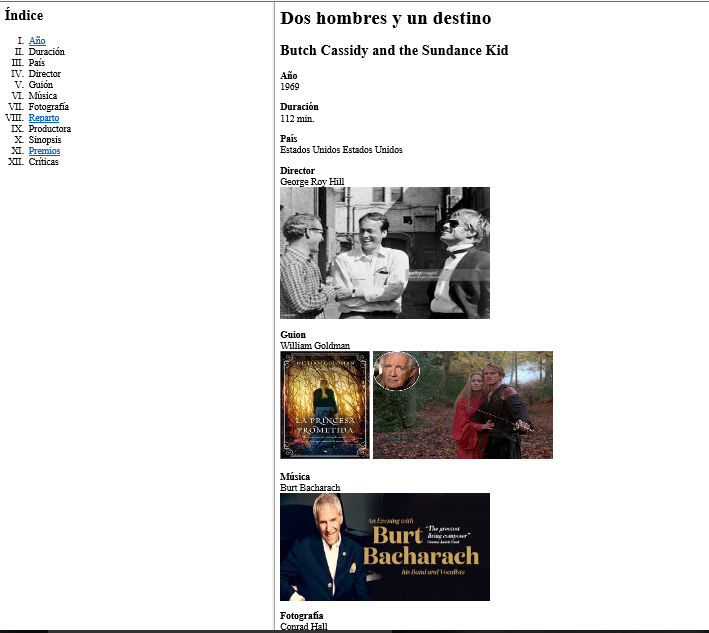 Índice
I. Año
II. Duración
III. País
IV. Director
V. Guión
VI. Música
VII. Fotografía
VIII. Reparto
IX. Productora
X. Sinopsis
XI. Premios
XII. Críticas
Dos hombres y un destino
Butch Cassidy and the Sundance Kid
Año
1969
Duración
112 min.
País
Estados Unidos Estados Unidos
Director
George Roy Hill
Guion
William Goldman
WILLIAM GOLDMAN
LA PRINCESA
PROMETIDA
Música
Burt Bacharach
An Evening with
Burt
"The greatest
living composer"
Bacharach
his Band and Vocalists
Fotografía
Conrad Hall